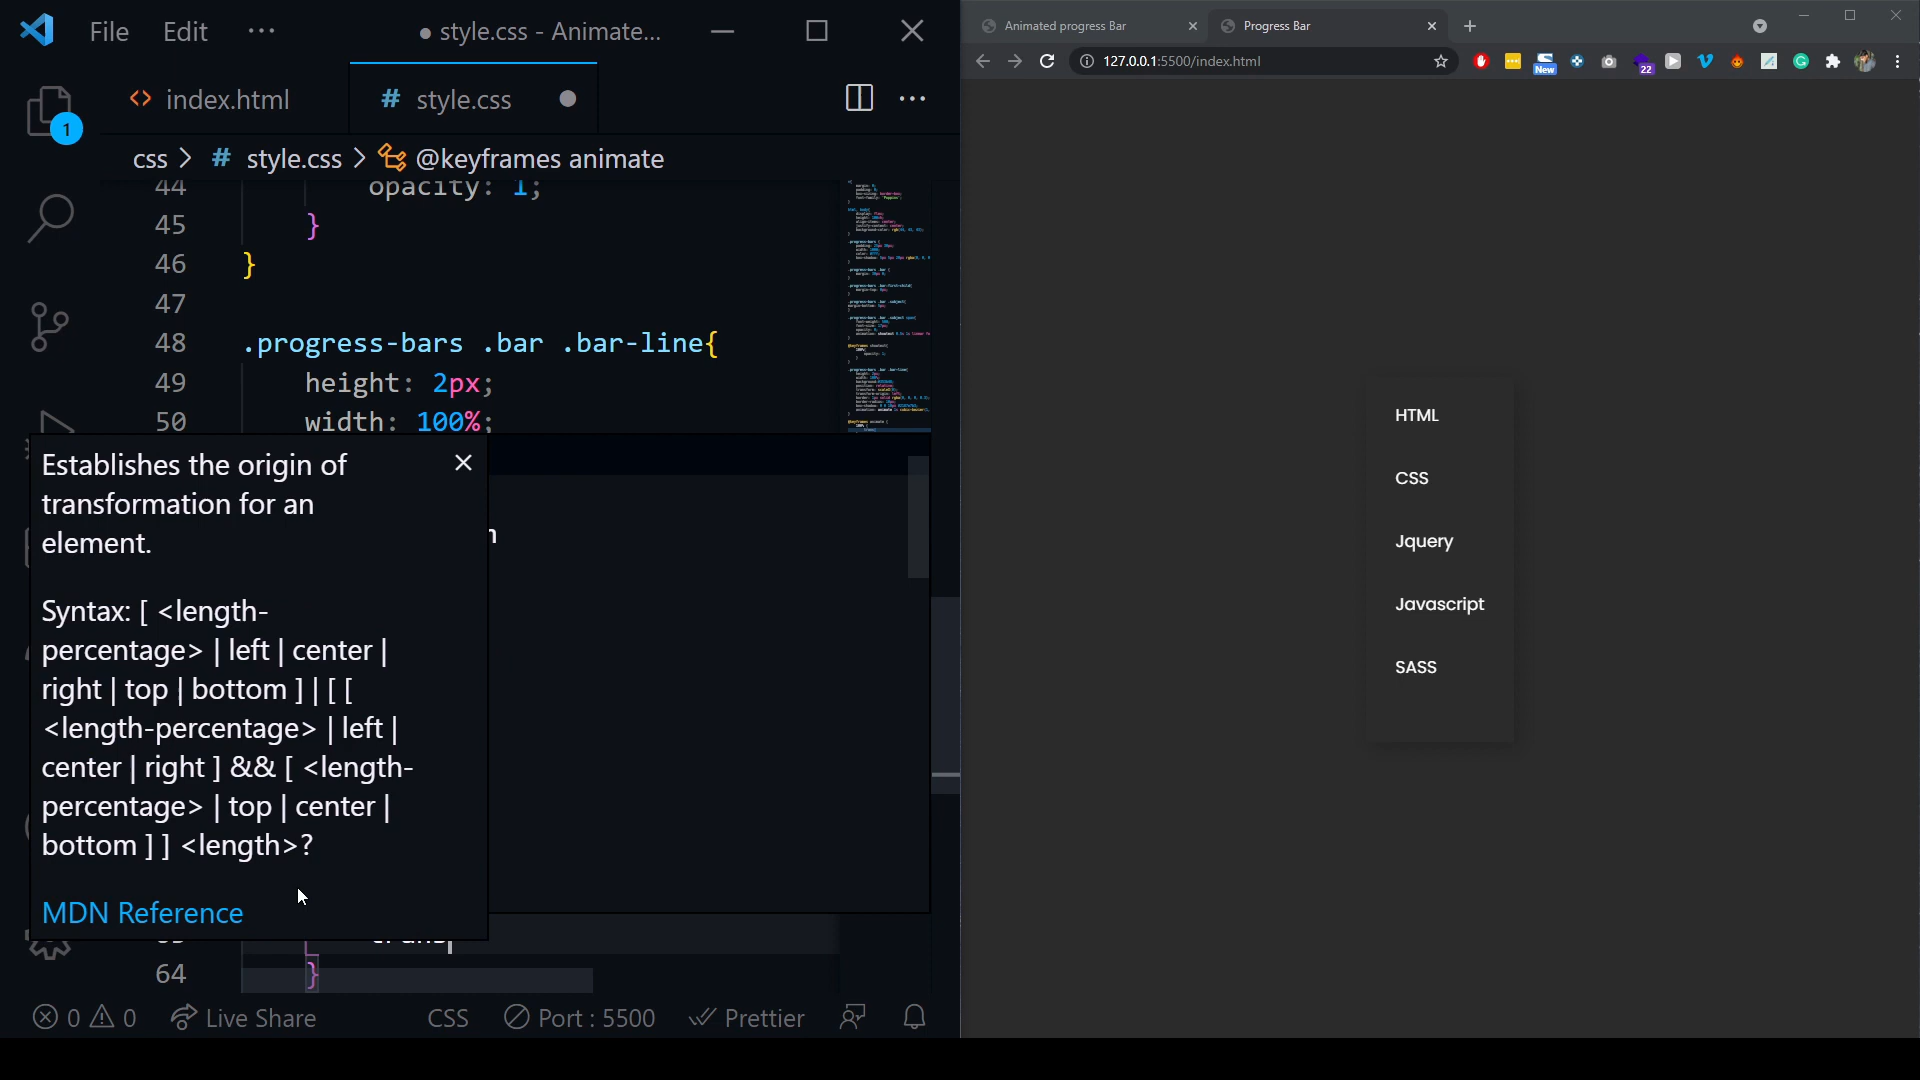 File Edit ···
● style.css - Animate...
index.html
# style.css
css > # style.css > @keyframes animate
1
44 opacity: 1;
45 }
46 }
47
48 .progress-bars .bar .bar-line{
49 height: 2px;
50 width: 100%;
Establishes the origin of
transformation for an
element.
Syntax: [ <length-
percentage> | left | center |
right | top | bottom ] | [ [
<length-percentage> | left |
center | right ] && [ <length-
percentage> | top | center |
bottom ] ] <length>?
MDN Reference
64 }
0 0 Live Share CSS Port : 5500 Prettier
Animated progress Bar
Progress Bar
127.0.0.1:5500/index.html
New
22
HTML
CSS
Jquery
Javascript
SASS